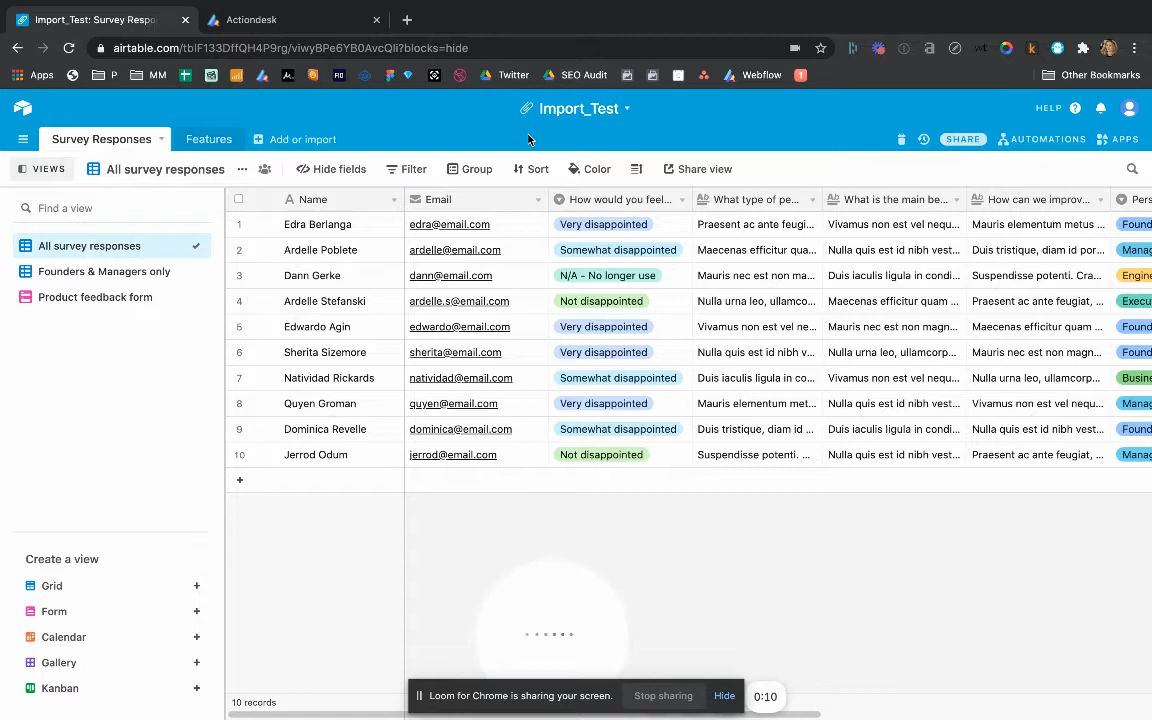 Import_Test: Survey Respo
Actiondesk
airtable.com/tblF133DffQH4P9rg/viwyBPe6YB0AvcQli?blocks=hide
Apps P MM Twitter SEO Audit Webflow 1 Other Bookmarks
Import_Test
HELP
Survey Responses Features Add or import SHARE AUTOMATIONS APPS
VIEWS All survey responses Hide fields Filter Group Sort Color Share view
Find a view
All survey responses
Founders & Managers only
Product feedback form
Create a view
Grid +
Form +
Calendar +
Gallery +
Kanban +
Name Email How would you feel... What type of pe... What is the main be... How can we improv... Pers
1 Edra Berlanga edra@email.com Very disappointed Praesent ac ante feugi... Vivamus non est vel nequ... Mauris elementum metus ... Found
2 Ardelle Poblete ardelle@email.com Somewhat disappointed Maecenas efficitur qua... Nulla quis est id nibh vest... Duis tristique, diam id por... Manag
3 Dann Gerke dann@email.com N/A - No longer use Mauris nec est non ma... Duis iaculis ligula in condi... Suspendisse potenti. Cra... Engine
4 Ardelle Stefanski ardelle.s@email.com Not disappointed Nulla urna leo, ullamco... Maecenas efficitur quam ... Praesent ac ante feugiat, ... Execu
5 Edwardo Agin edwardo@email.com Very disappointed Vivamus non est vel ne... Mauris nec est non magn... Maecenas efficitur quam ... Found
6 Sherita Sizemore sherita@email.com Very disappointed Nulla quis est id nibh v... Nulla urna leo, ullamcorp... Mauris nec est non magn... Found
7 Natividad Rickards natividad@email.com Somewhat disappointed Duis iaculis ligula in co... Vivamus non est vel nequ... Nulla urna leo, ullamcorp... Busine
8 Quyen Groman quyen@email.com Very disappointed Mauris elementum met... Nulla quis est id nibh vest... Vivamus non est vel nequ... Manag
9 Dominica Revelle dominica@email.com Somewhat disappointed Duis tristique, diam id ... Duis iaculis ligula in condi... Nulla quis est id nibh vest... Found
10 Jerrod Odum jerrod@email.com Not disappointed Suspendisse potenti. ... Nulla quis est id nibh vest... Praesent ac ante feugiat, ... Manag
+
10 records
Loom for Chrome is sharing your screen. Stop sharing Hide 0:10